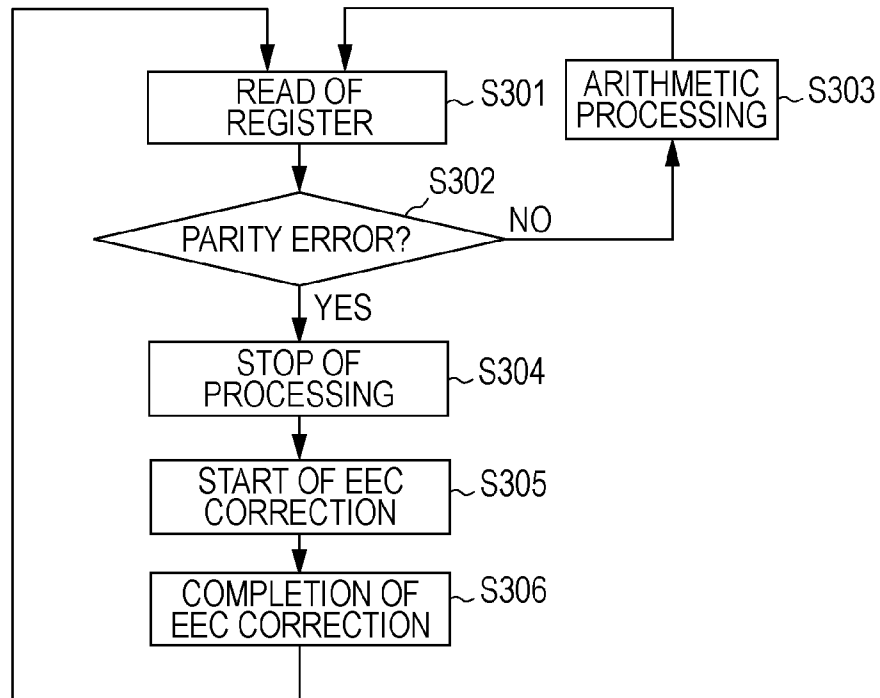 READ OF
REGISTER
S301
ARITHMETIC
PROCESSING
S303
S302
PARITY ERROR?
NO
YES
STOP OF
PROCESSING
S304
START OF EEC
CORRECTION
S305
COMPLETION OF
EEC CORRECTION
S306